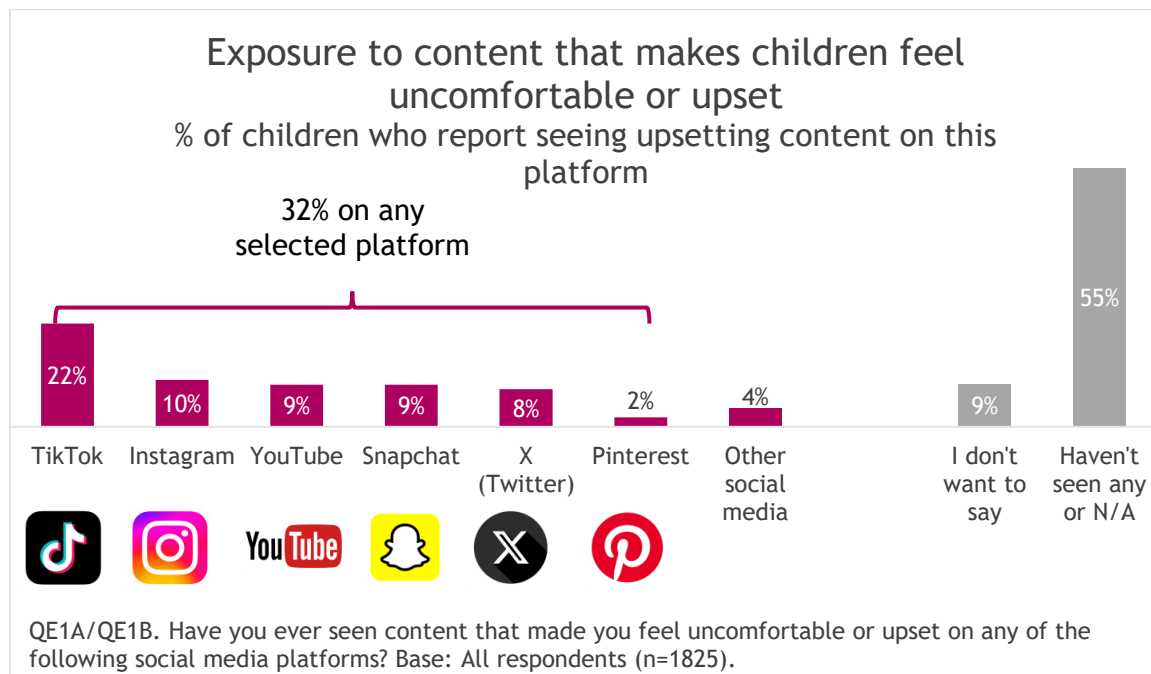 Exposure to content that makes children feel
uncomfortable or upset
% of children who report seeing upsetting content on this
platform
32% on any
selected platform
22%
10%
9%
9%
8%
2%
4%
9%
55%
TikTok
Instagram
YouTube
Snapchat
X
(Twitter)
Pinterest
Other
social
media
I don't
want to
say
Haven't
seen any
or N/A
YouTube
QE1A/QE1B. Have you ever seen content that made you feel uncomfortable or upset on any of the
following social media platforms? Base: All respondents (n=1825).